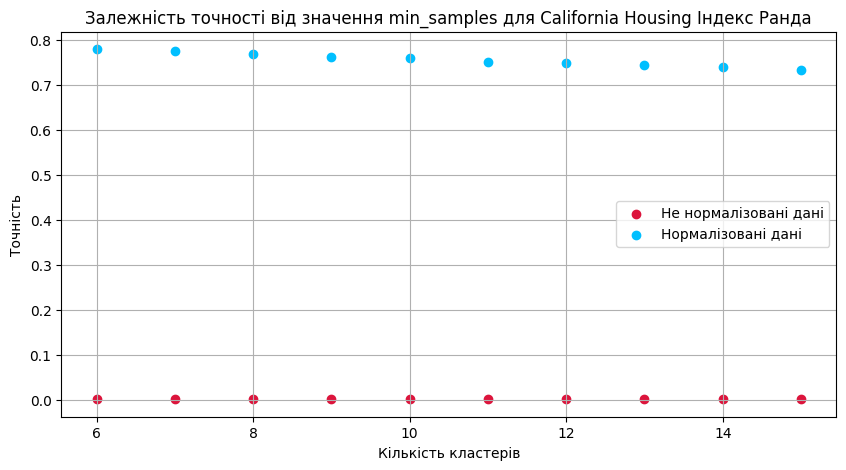 Залежність точності від значення min_samples для California Housing Індекс Ранда
Точність
0.8
0.7
0.6
0.5
0.4
0.3
0.2
0.1
0.0
Не нормалізовані дані
Нормалізовані дані
6 8 10 12 14
Кількість кластерів